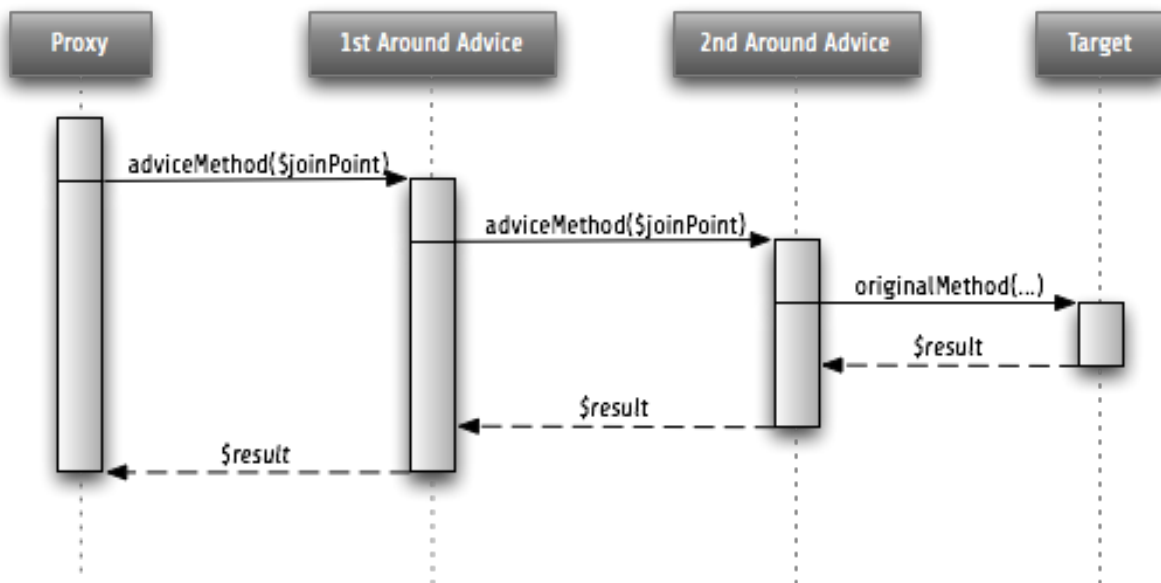 Proxy
1st Around Advice
2nd Around Advice
Target
adviceMethod($joinPoint)
adviceMethod($joinPoint)
originalMethod(...)
$result
$result
$result